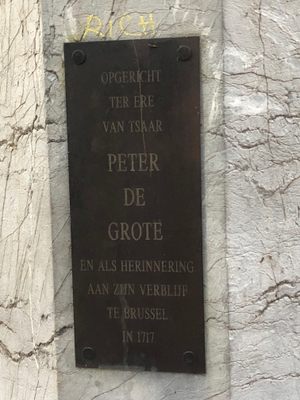 RICH
OPGERICHT
TER ERE
VAN TSAAR
PETER
DE
GROTE
EN ALS HERINNERING
AAN ZIJN VERBLIJF
TE BRUSSEL
IN 1717